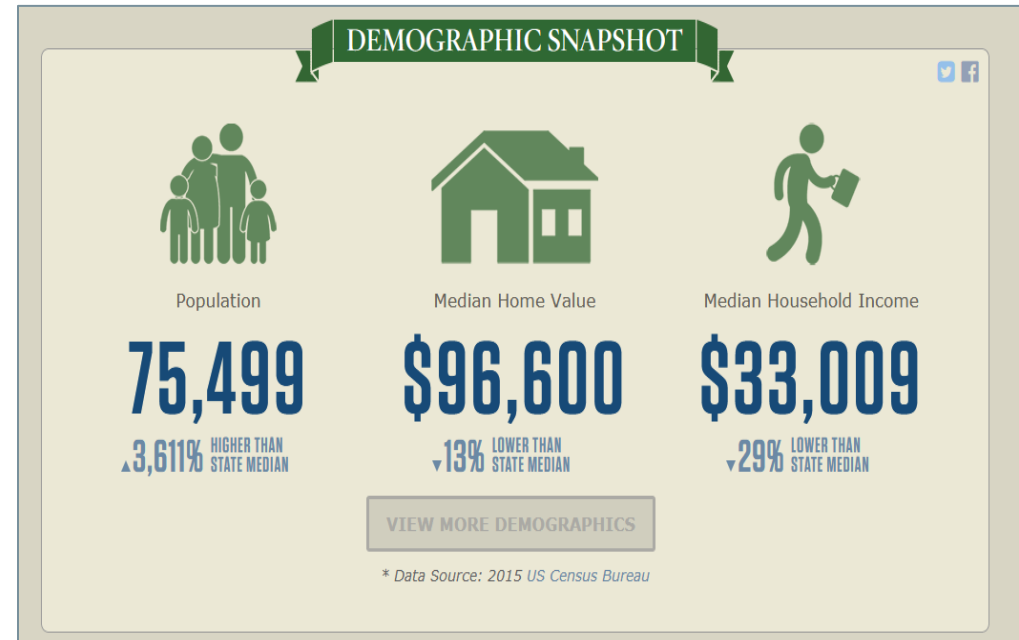 DEMOGRAPHIC SNAPSHOT
Population
75,499
▲3,611% HIGHER THAN
STATE MEDIAN
Median Home Value
$96,600
▼13% LOWER THAN
STATE MEDIAN
Median Household Income
$33,009
▼29% LOWER THAN
STATE MEDIAN
VIEW MORE DEMOGRAPHICS
* Data Source: 2015 US Census Bureau